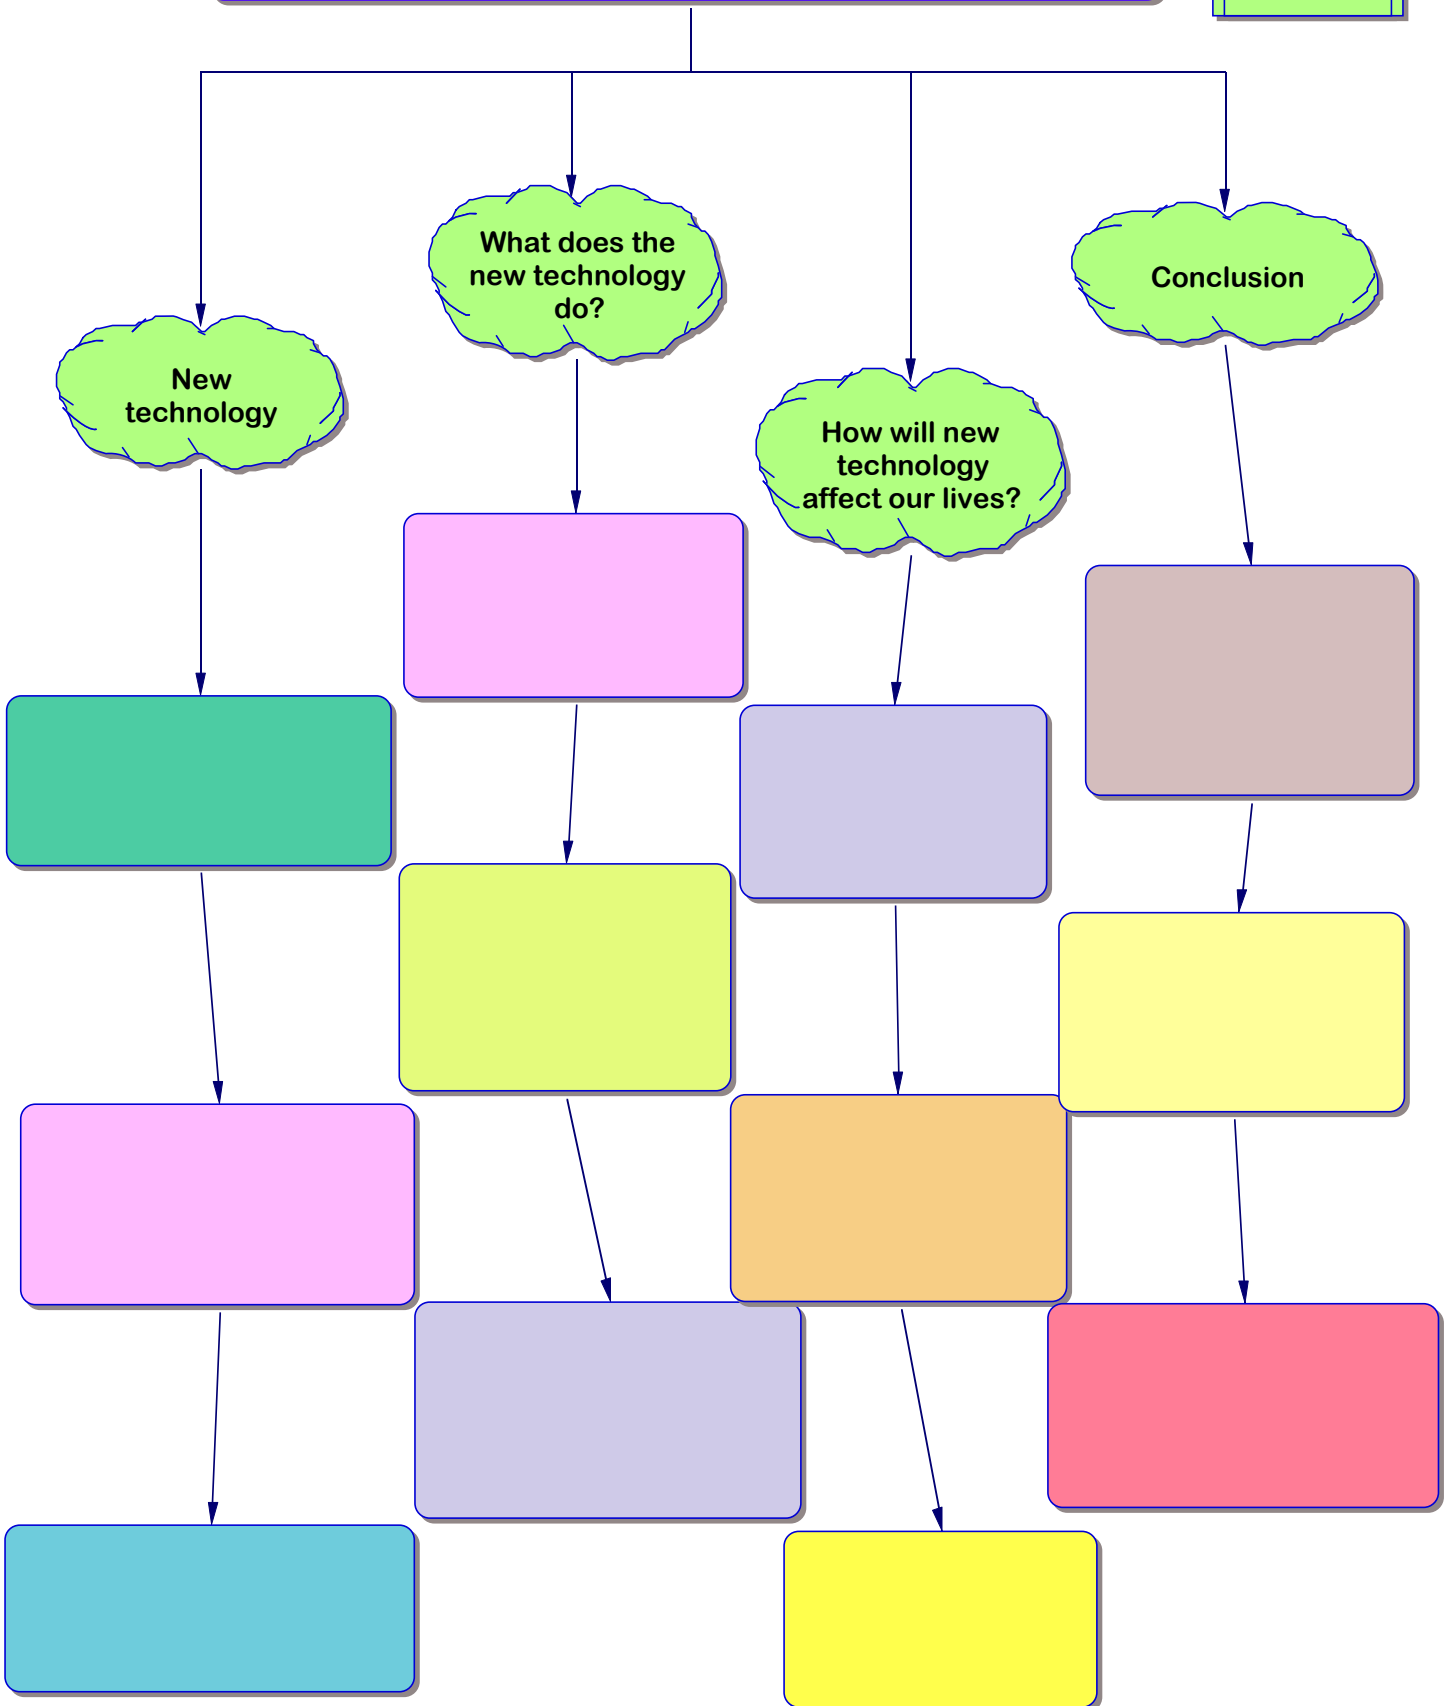 New
technology
What does the
new technology
do?
How will new
technology
affect our lives?
Conclusion